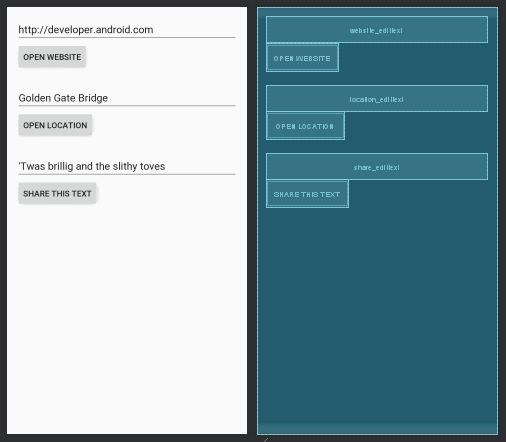 http://developer.android.com
OPEN WEBSITE
Golden Gate Bridge
OPEN LOCATION
'Twas brillig and the slithy toves
SHARE THIS TEXT
website_edittext
OPEN WEBSITE
location_edittext
OPEN LOCATION
share_edittext
SHARE THIS TEXT